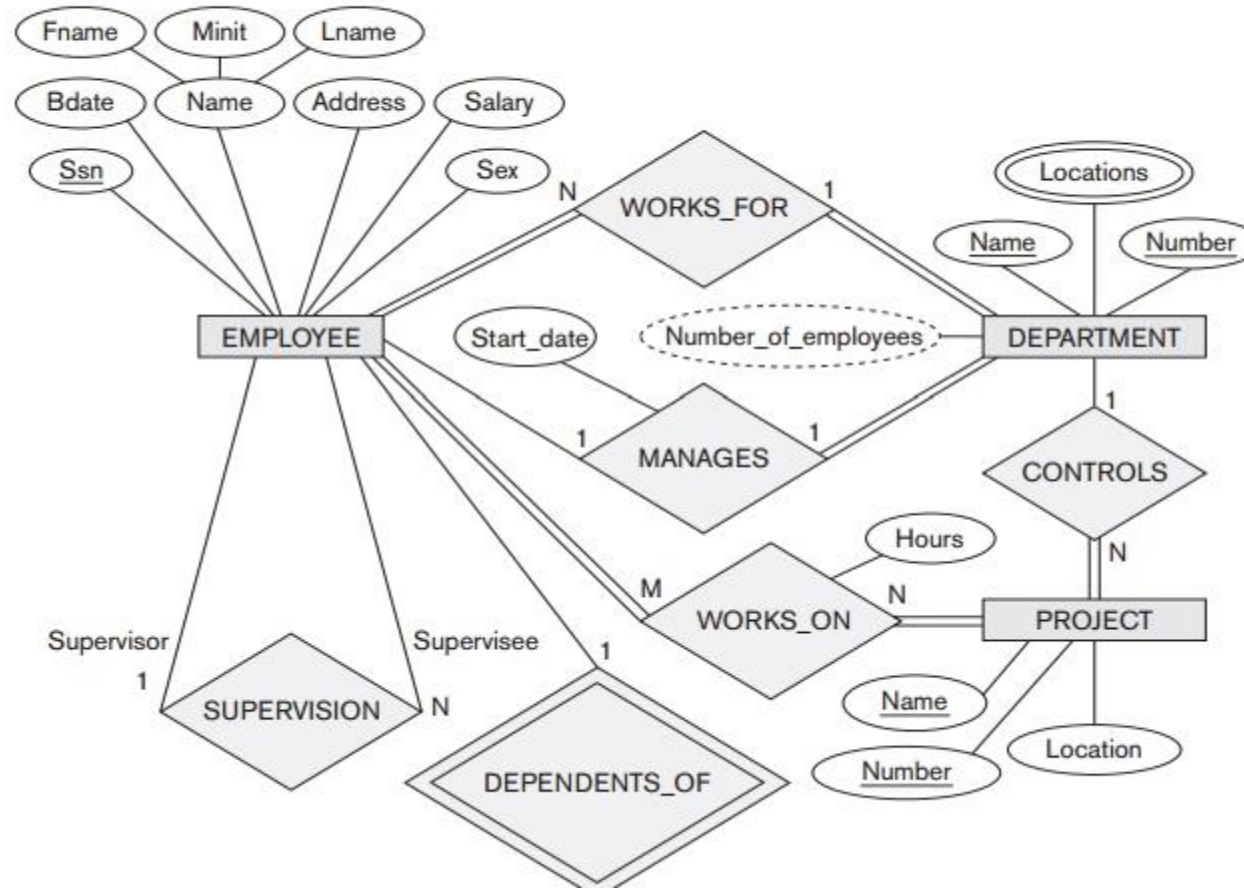 Fname
Minit
Lname
Bdate
Name
Address
Salary
Ssn
Sex
N
WORKS_FOR
1
Locations
Name
Number
EMPLOYEE
Start_date
Number_of_employees
DEPARTMENT
1
MANAGES
1
1
CONTROLS
N
Hours
M
WORKS_ON
N
PROJECT
Supervisor
1
Supervisee
N
SUPERVISION
1
DEPENDENTS_OF
Name
Number
Location